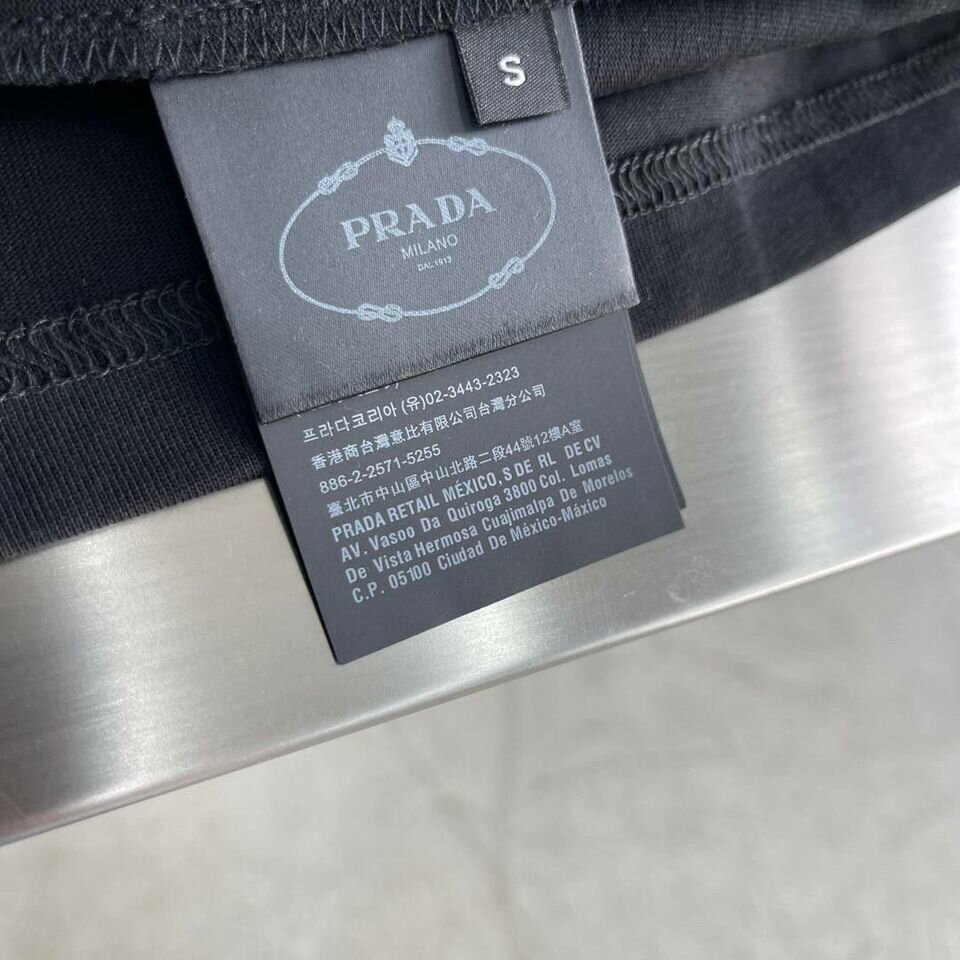 S
PRADA
MILANO
DAL 1913
프라다코리아 (유)02-3443-2323
香港商台灣意比有限公司台灣分公司
886-2-2571-5255
臺北市中山區中山北路二段44號12樓A室
PRADA RETAIL MÉXICO, S DE RL DE CV
AV. Vasoo Da Quiroga 3800 Col. Lomas
De Vista Hermosa Cuajimalpa De Morelos
C.P. 05100 Ciudad De México-México